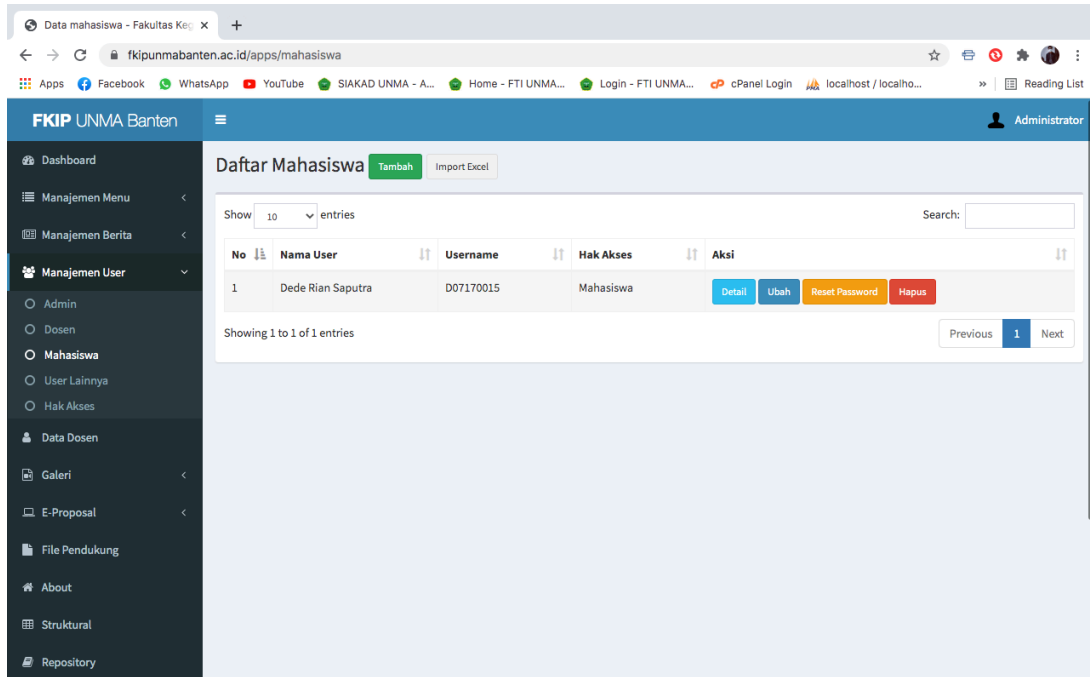 Data mahasiswa - Fakultas Keg
fkipunmabanten.ac.id/apps/mahasiswa
Apps Facebook WhatsApp YouTube SIAKAD UNMA - A... Home - FTI UNMA... Login - FTI UNMA... cPanel Login localhost / localho... » Reading List
FKIP UNMA Banten
Administrator
Dashboard
Manajemen Menu
Manajemen Berita
Manajemen User
Admin
Dosen
Mahasiswa
User Lainnya
Hak Akses
Data Dosen
Galeri
E-Proposal
File Pendukung
About
Struktural
Repository
Daftar Mahasiswa Tambah Import Excel
Show 10 entries Search:
No Nama User Username Hak Akses Aksi
1 Dede Rian Saputra D07170015 Mahasiswa Detail Ubah Reset Password Hapus
Showing 1 to 1 of 1 entries Previous 1 Next